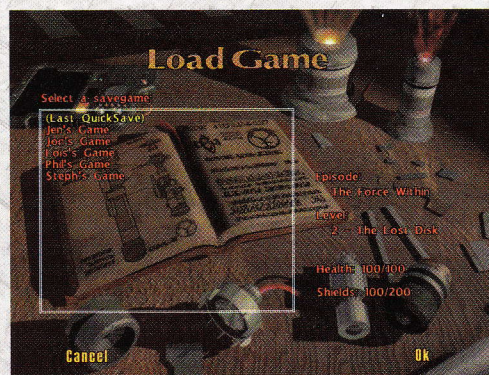 Load Game
Select a savegame
(Last QuickSave)
Jen's Game
Joe's Game
Lois's Game
Phil's Game
Steph's Game
Episode
The Force Within
Level:
2 The Lost Disk
Health: 100/100
Shields: 100/200
Cancel
Ok